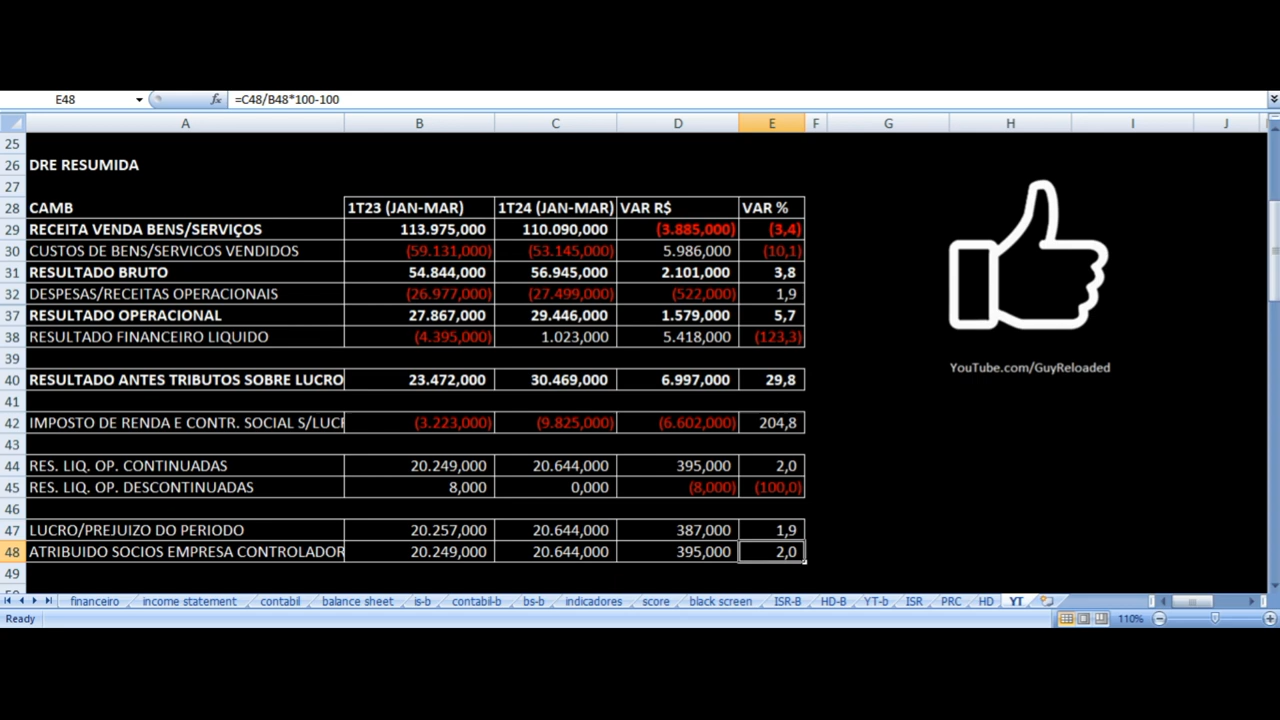 E48 fx =C48/B48*100-100
A B C D E F G H I J
25
26 DRE RESUMIDA
27
28 CAMB 1T23 (JAN-MAR) 1T24 (JAN-MAR) VAR R$ VAR %
29 RECEITA VENDA BENS/SERVIÇOS 113.975,000 110.090,000 (3.885,000) (3,4)
30 CUSTOS DE BENS/SERVICOS VENDIDOS (59.131,000) (53.145,000) 5.986,000 (10,1)
31 RESULTADO BRUTO 54.844,000 56.945,000 2.101,000 3,8
32 DESPESAS/RECEITAS OPERACIONAIS (26.977,000) (27.499,000) (522,000) 1,9
37 RESULTADO OPERACIONAL 27.867,000 29.446,000 1.579,000 5,7
38 RESULTADO FINANCEIRO LIQUIDO (4.395,000) 1.023,000 5.418,000 (123,3)
YouTube.com/GuyReloaded
39
40 RESULTADO ANTES TRIBUTOS SOBRE LUCRO 23.472,000 30.469,000 6.997,000 29,8
41
42 IMPOSTO DE RENDA E CONTR. SOCIAL S/LUCR (3.223,000) (9.825,000) (6.602,000) 204,8
43
44 RES. LIQ. OP. CONTINUADAS 20.249,000 20.644,000 395,000 2,0
45 RES. LIQ. OP. DESCONTINUADAS 8,000 0,000 (8,000) (100,0)
46
47 LUCRO/PREJUIZO DO PERIODO 20.257,000 20.644,000 387,000 1,9
48 ATRIBUIDO SOCIOS EMPRESA CONTROLADOR 20.249,000 20.644,000 395,000 2,0
49
financeiro income statement contabil balance sheet is-b contabil-b bs-b indicadores score black screen ISR-B HD-B YT-b ISR PRC HD YT
Ready 110%